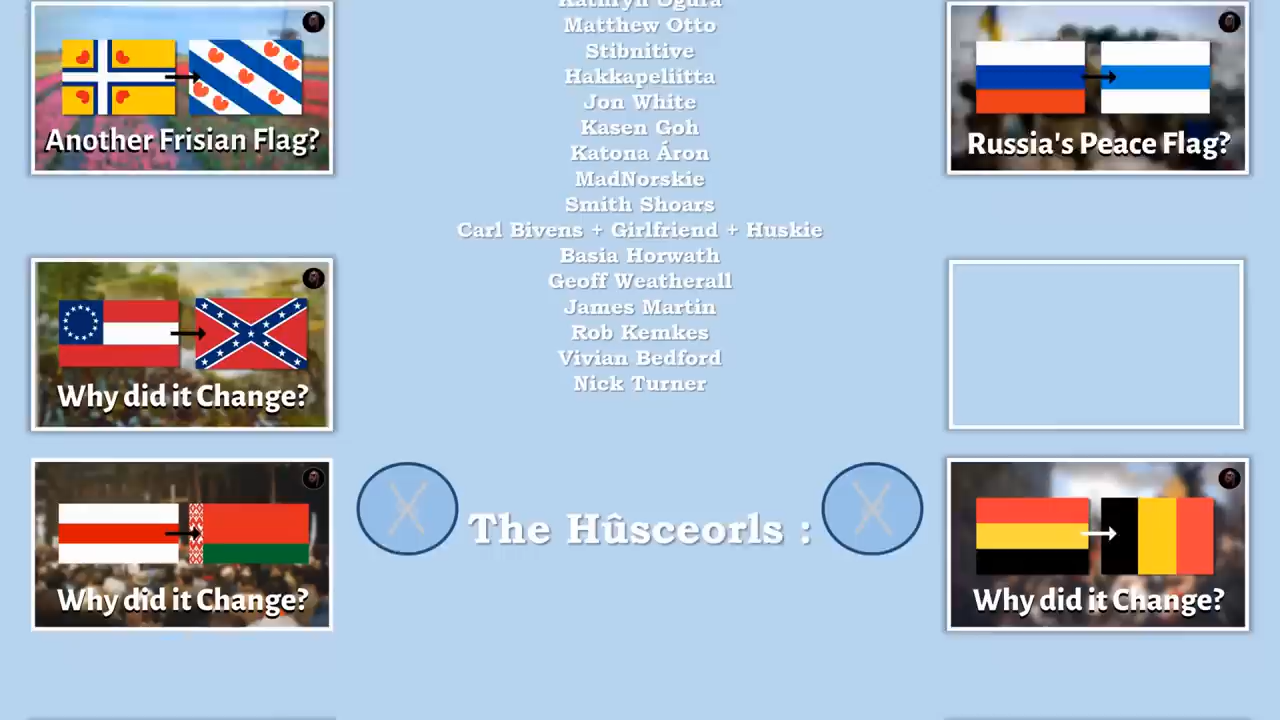 Kathryn Ogura
Matthew Otto
Stibnitive
Hakkapeliitta
Jon White
Kasen Goh
Katona Áron
MadNorskie
Smith Shoars
Carl Bivens + Girlfriend + Huskie
Basia Horwath
Geoff Weatherall
James Martin
Rob Kemkes
Vivian Bedford
Nick Turner
The Hûsceorls :
Another Frisian Flag?
Why did it Change?
Why did it Change?
Russia's Peace Flag?
Why did it Change?